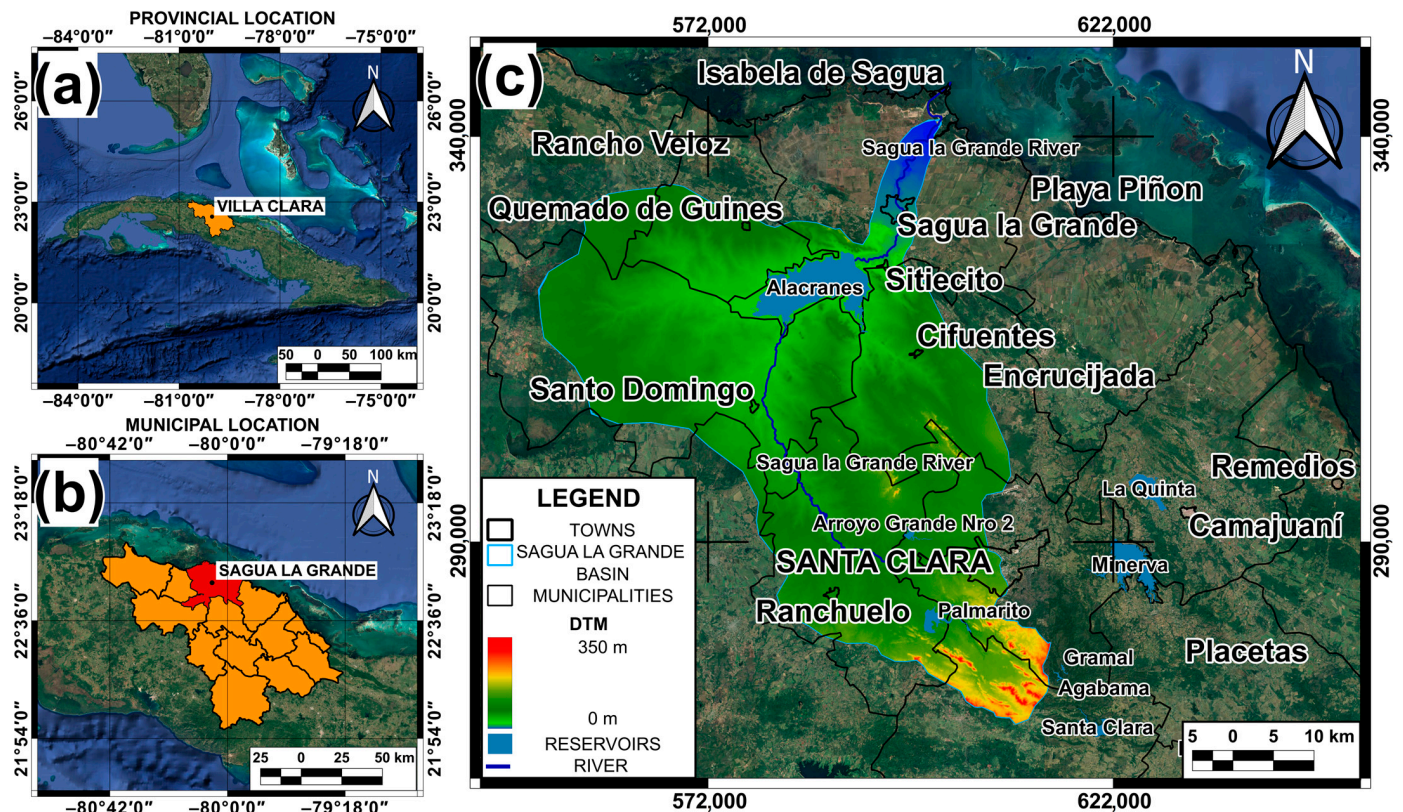 PROVINCIAL LOCATION
−84°0′0″ −81°0′0″ −78°0′0″ −75°0′0″
(a)
N
26°0′0″
26°0′0″
VILLA CLARA
23°0′0″
23°0′0″
20°0′0″
20°0′0″
50 0 50 100 km
−84°0′0″ −81°0′0″ −78°0′0″ −75°0′0″
MUNICIPAL LOCATION
−80°42′0″ −80°0′0″ −79°18′0″
(b)
N
23°18′0″
23°18′0″
SAGUA LA GRANDE
22°36′0″
22°36′0″
21°54′0″
21°54′0″
25 0 25 50 km
−80°42′0″ −80°0′0″ −79°18′0″
572,000 622,000
(c)
N
Isabela de Sagua
340,000
340,000
Rancho Veloz
Sagua la Grande River
Playa Piñon
Quemado de Guines
Sagua la Grande
Alacranes
Sitiecito
Cifuentes
Encrucijada
Santo Domingo
Sagua la Grande River
Remedios
La Quinta
Camajuaní
Arroyo Grande Nro 2
290,000
290,000
SANTA CLARA
Minerva
Ranchuelo
Palmarito
Gramal
Placetas
Agabama
Santa Clara
LEGEND
TOWNS
SAGUA LA GRANDE
BASIN
MUNICIPALITIES
DTM
350 m
0 m
RESERVOIRS
RIVER
5 0 5 10 km
572,000 622,000